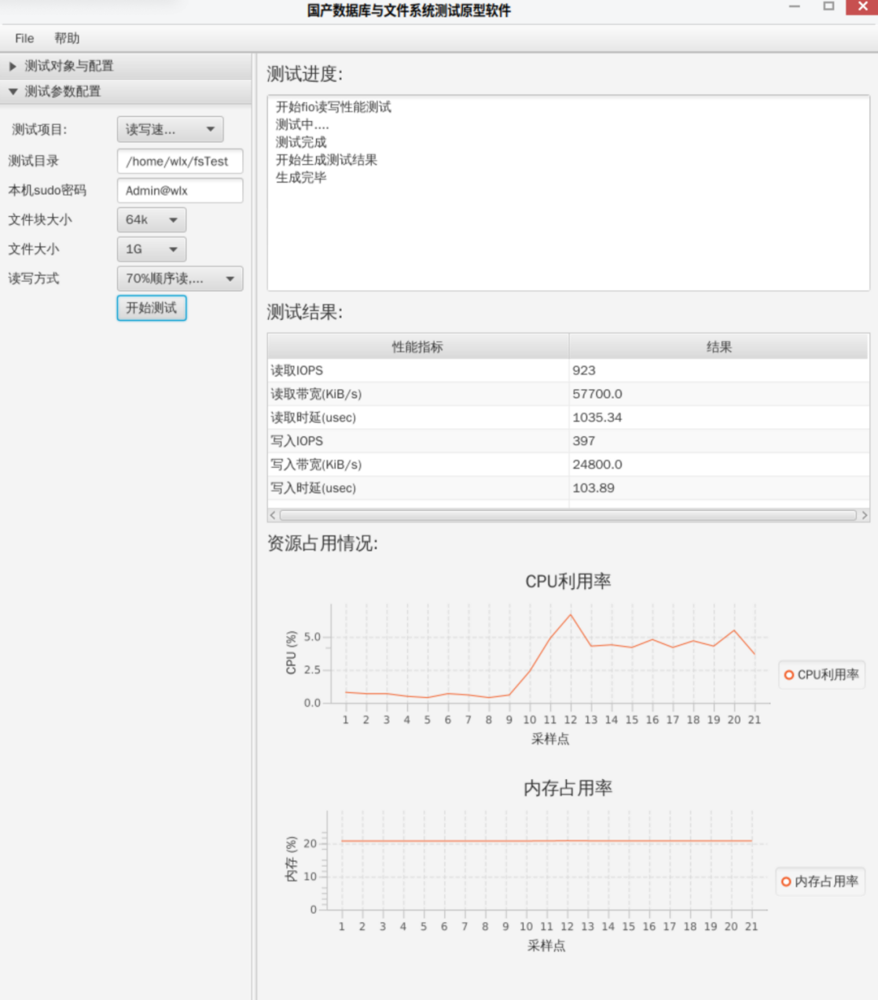 国产数据库与文件系统测试原型软件
File 帮助
测试对象与配置
测试参数配置
测试项目: 读写速...
测试目录 /home/wlx/fsTest
本机sudo密码 Admin@wlx
文件块大小 64k
文件大小 1G
读写方式 70%顺序读,...
开始测试
测试进度:
开始fio读写性能测试
测试中....
测试完成
开始生成测试结果
生成完毕
测试结果:
性能指标 结果
读取IOPS 923
读取带宽(KiB/s) 57700.0
读取时延(usec) 1035.34
写入IOPS 397
写入带宽(KiB/s) 24800.0
写入时延(usec) 103.89
资源占用情况:
CPU利用率
CPU (%)
5.0
2.5
0.0
1 2 3 4 5 6 7 8 9 10 11 12 13 14 15 16 17 18 19 20 21
采样点
CPU利用率
内存占用率
内存 (%)
20
10
0
1 2 3 4 5 6 7 8 9 10 11 12 13 14 15 16 17 18 19 20 21
采样点
内存占用率